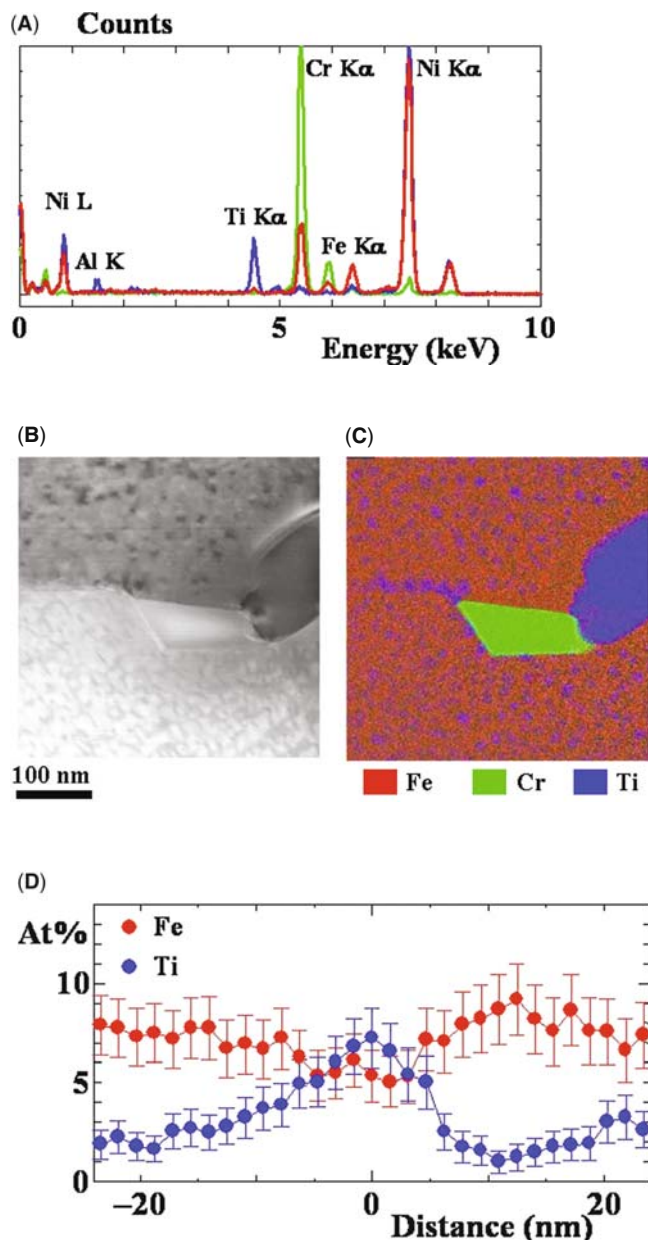 (A) Counts
Cr Kα
Ni Kα
Ni L
Ti Kα
Al K
Fe Kα
0 5 10
Energy (keV)
(B)
(C)
100 nm
Fe Cr Ti
(D)
At%
Fe
Ti
10
5
0
−20 0 20
Distance (nm)